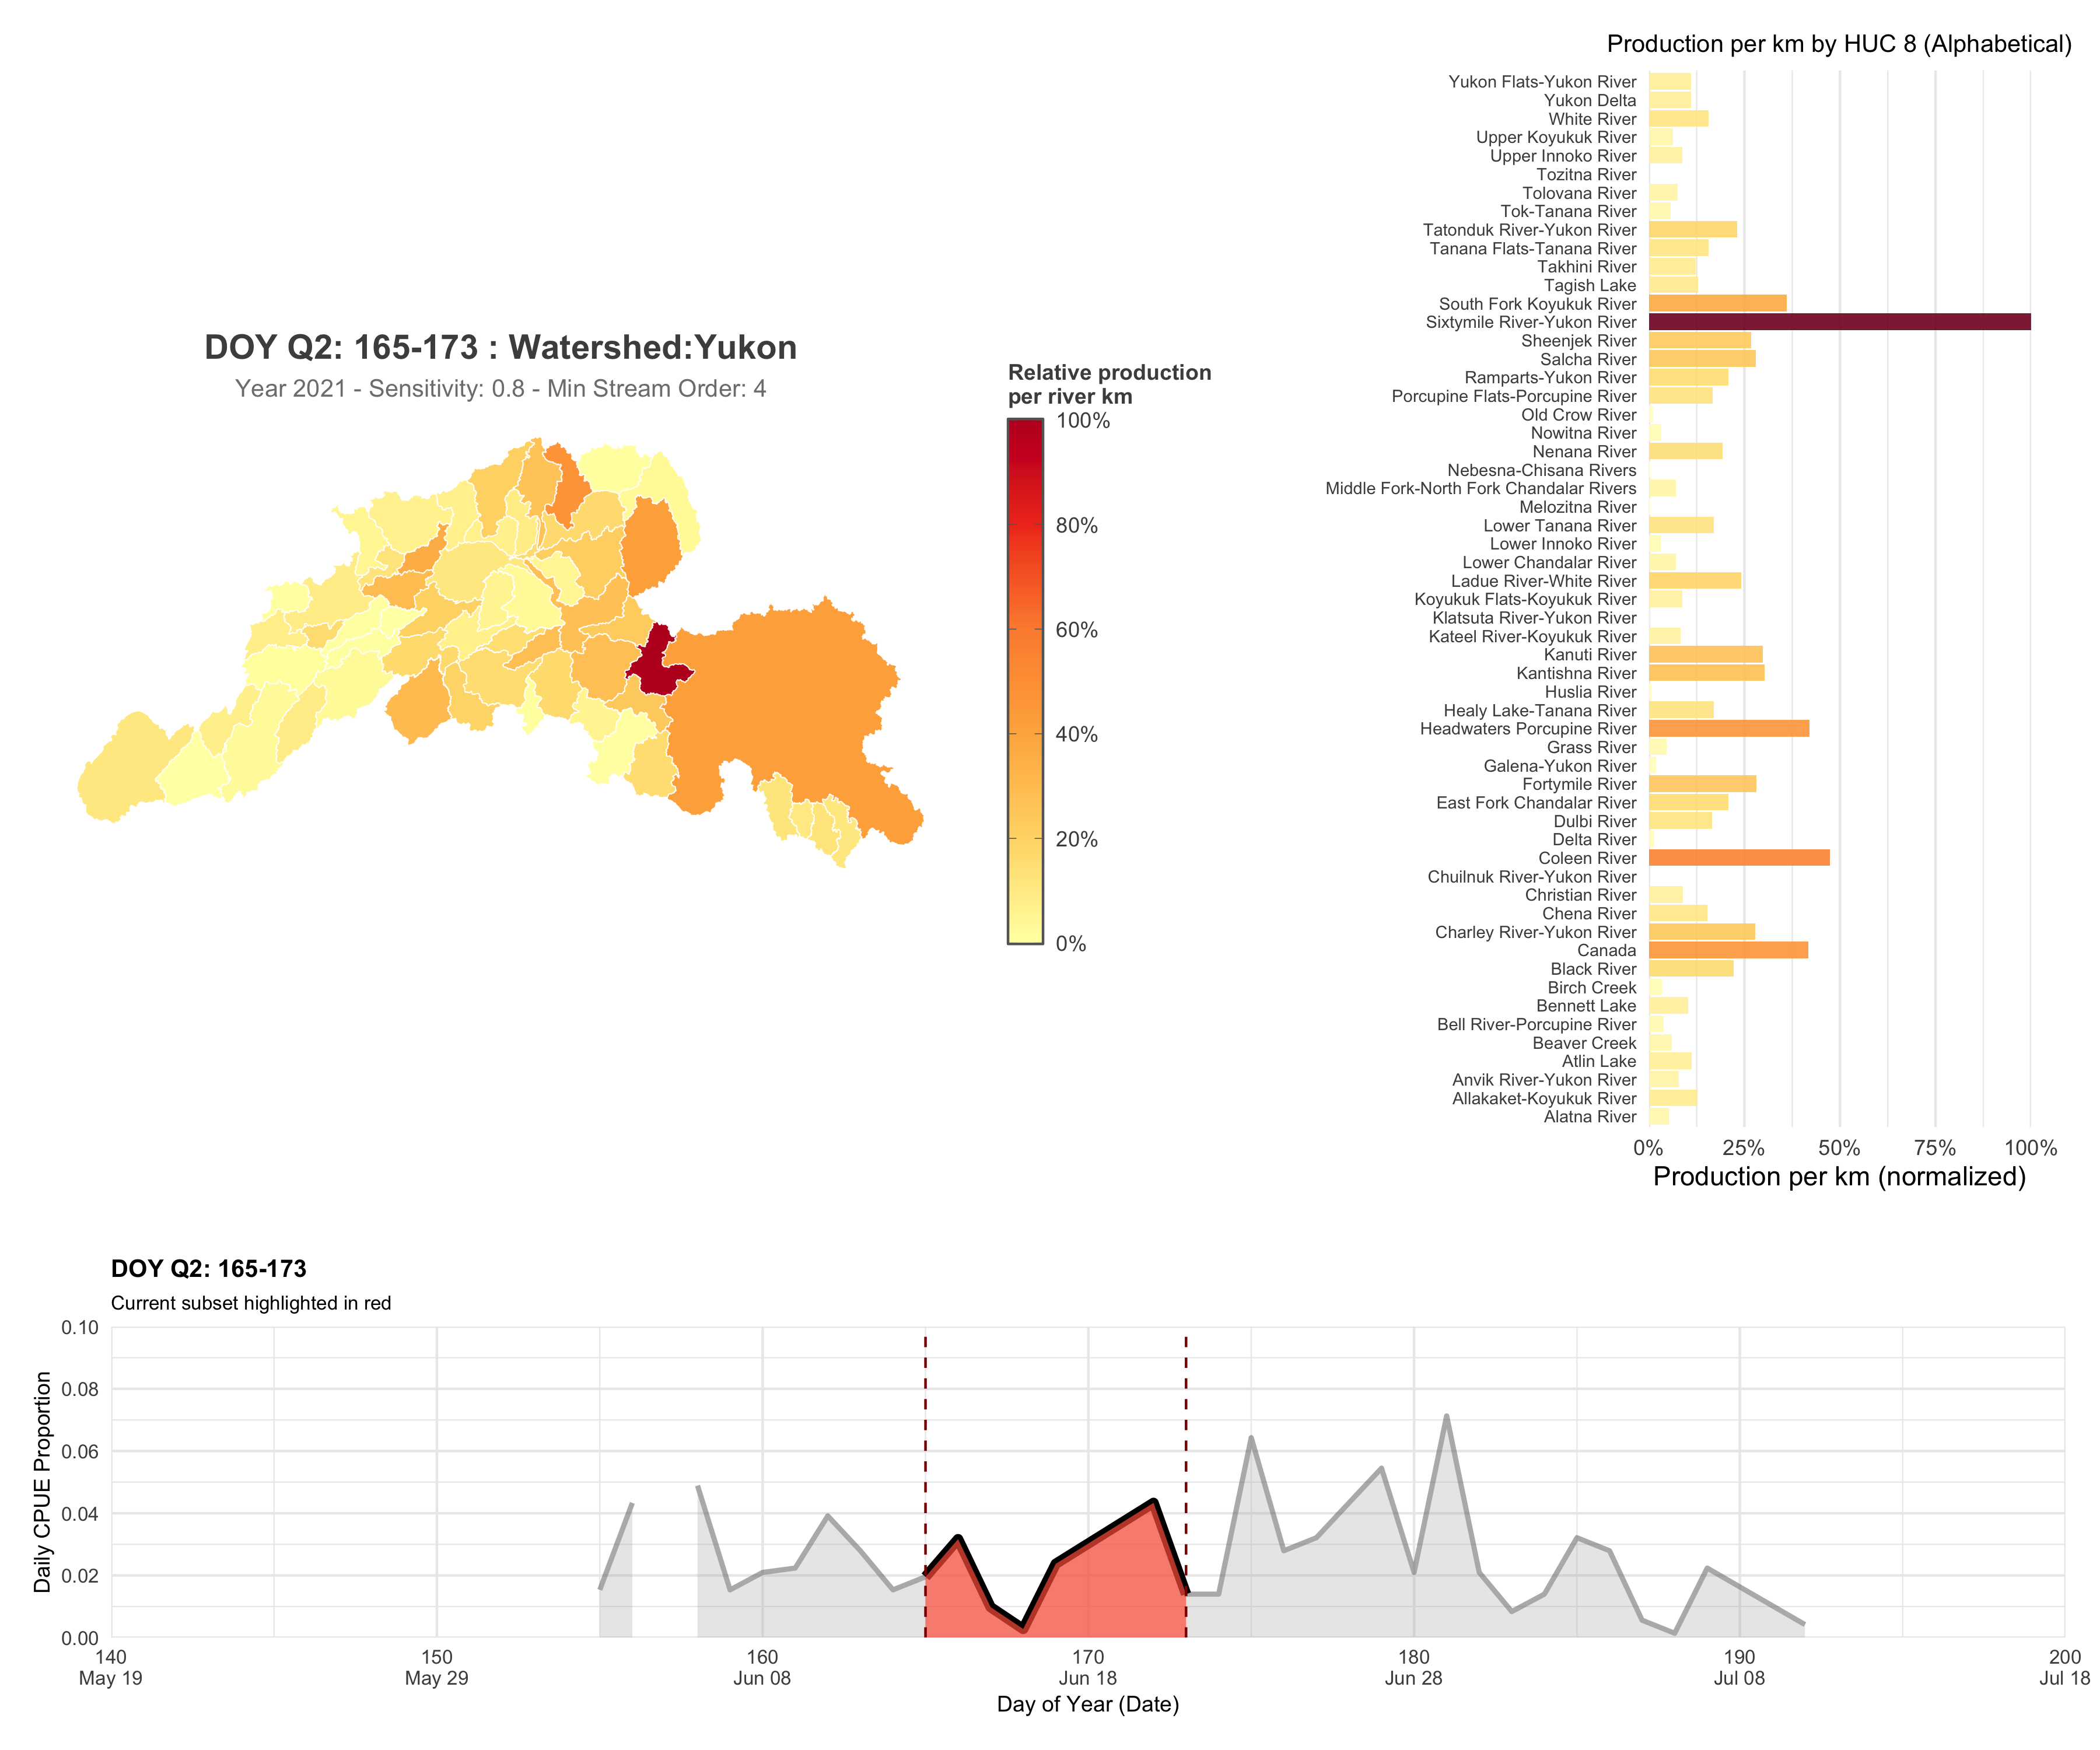 Production per km by HUC 8 (Alphabetical)
Yukon Flats-Yukon River
Yukon Delta
White River
Upper Koyukuk River
Upper Innoko River
Tozitna River
Tolovana River
Tok-Tanana River
Tatonduk River-Yukon River
Tanana Flats-Tanana River
Takhini River
Tagish Lake
South Fork Koyukuk River
Sixtymile River-Yukon River
Sheenjek River
Salcha River
Ramparts-Yukon River
Porcupine Flats-Porcupine River
Old Crow River
Nowitna River
Nenana River
Nebesna-Chisana Rivers
Middle Fork-North Fork Chandalar Rivers
Melozitna River
Lower Tanana River
Lower Innoko River
Lower Chandalar River
Ladue River-White River
Koyukuk Flats-Koyukuk River
Klatsuta River-Yukon River
Kateel River-Koyukuk River
Kanuti River
Kantishna River
Huslia River
Healy Lake-Tanana River
Headwaters Porcupine River
Grass River
Galena-Yukon River
Fortymile River
East Fork Chandalar River
Dulbi River
Delta River
Coleen River
Chuilnuk River-Yukon River
Christian River
Chena River
Charley River-Yukon River
Canada
Black River
Birch Creek
Bennett Lake
Bell River-Porcupine River
Beaver Creek
Atlin Lake
Anvik River-Yukon River
Allakaket-Koyukuk River
Alatna River
0% 25% 50% 75% 100%
Production per km (normalized)
DOY Q2: 165-173 : Watershed:Yukon
Year 2021 - Sensitivity: 0.8 - Min Stream Order: 4
Relative production
per river km
100%
80%
60%
40%
20%
0%
DOY Q2: 165-173
Current subset highlighted in red
Daily CPUE Proportion
0.10
0.08
0.06
0.04
0.02
0.00
140 150 160 170 180 190 200
May 19 May 29 Jun 08 Jun 18 Jun 28 Jul 08 Jul 18
Day of Year (Date)